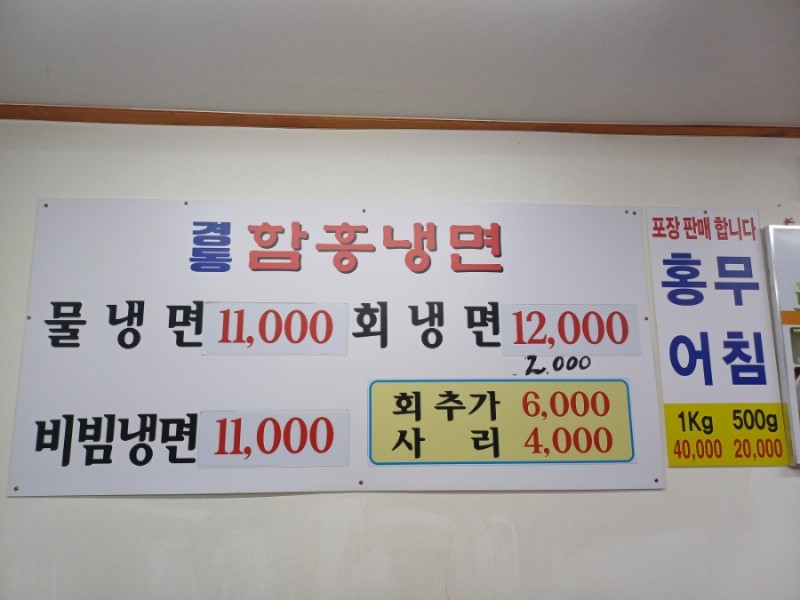 경동 함흥냉면
물냉면 11,000 회냉면 12,000
2.000
비빔냉면 11,000
회추가 6,000
사리 4,000
포장 판매 합니다
홍무
어침
1Kg 500g
40,000 20,000